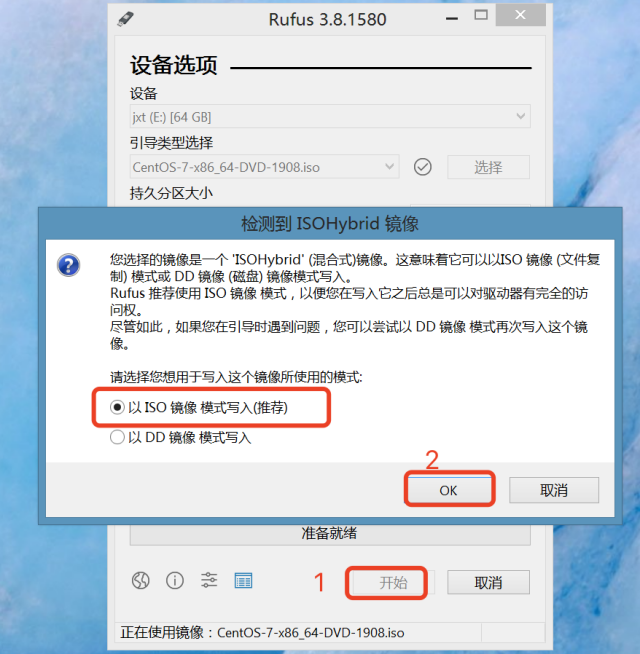 Rufus 3.8.1580
设备选项
设备
jxt (E:) [64 GB]
引导类型选择
CentOS-7-x86_64-DVD-1908.iso
选择
持久分区大小
检测到 ISOHybrid 镜像
您选择的镜像是一个 'ISOHybrid' (混合式)镜像。这意味着它可以以ISO 镜像 (文件复
制) 模式或 DD 镜像 (磁盘) 镜像模式写入。
Rufus 推荐使用 ISO 镜像 模式，以便您在写入它之后总是可以对驱动器有完全的访
问权。
尽管如此，如果您在引导时遇到问题，您可以尝试以 DD 镜像 模式再次写入这个镜
像。
请选择您想用于写入这个镜像所使用的模式:
以 ISO 镜像 模式写入(推荐)
以 DD 镜像 模式写入
2
OK
取消
准备就绪
1
开始
取消
正在使用镜像：CentOS-7-x86_64-DVD-1908.iso